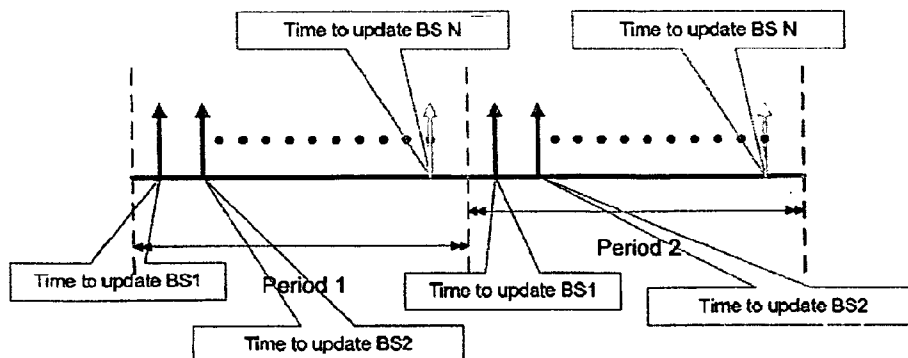 Time to update BS N
Time to update BS N
Period 2
Time to update BS1
Period 1
Time to update BS1
Time to update BS2
Time to update BS2